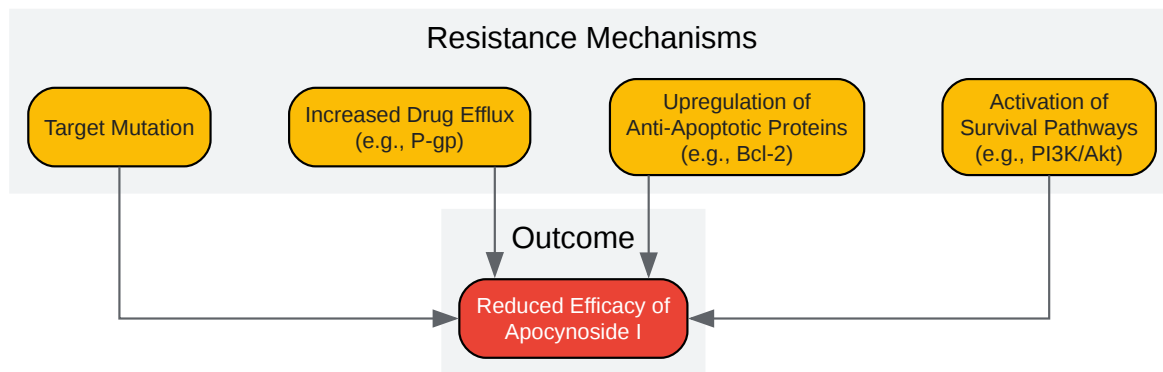 Resistance Mechanisms
Target Mutation
Increased Drug Efflux
(e.g., P-gp)
Upregulation of
Anti-Apoptotic Proteins
(e.g., Bcl-2)
Activation of
Survival Pathways
(e.g., PI3K/Akt)
Outcome
Reduced Efficacy of
Apocynoside I